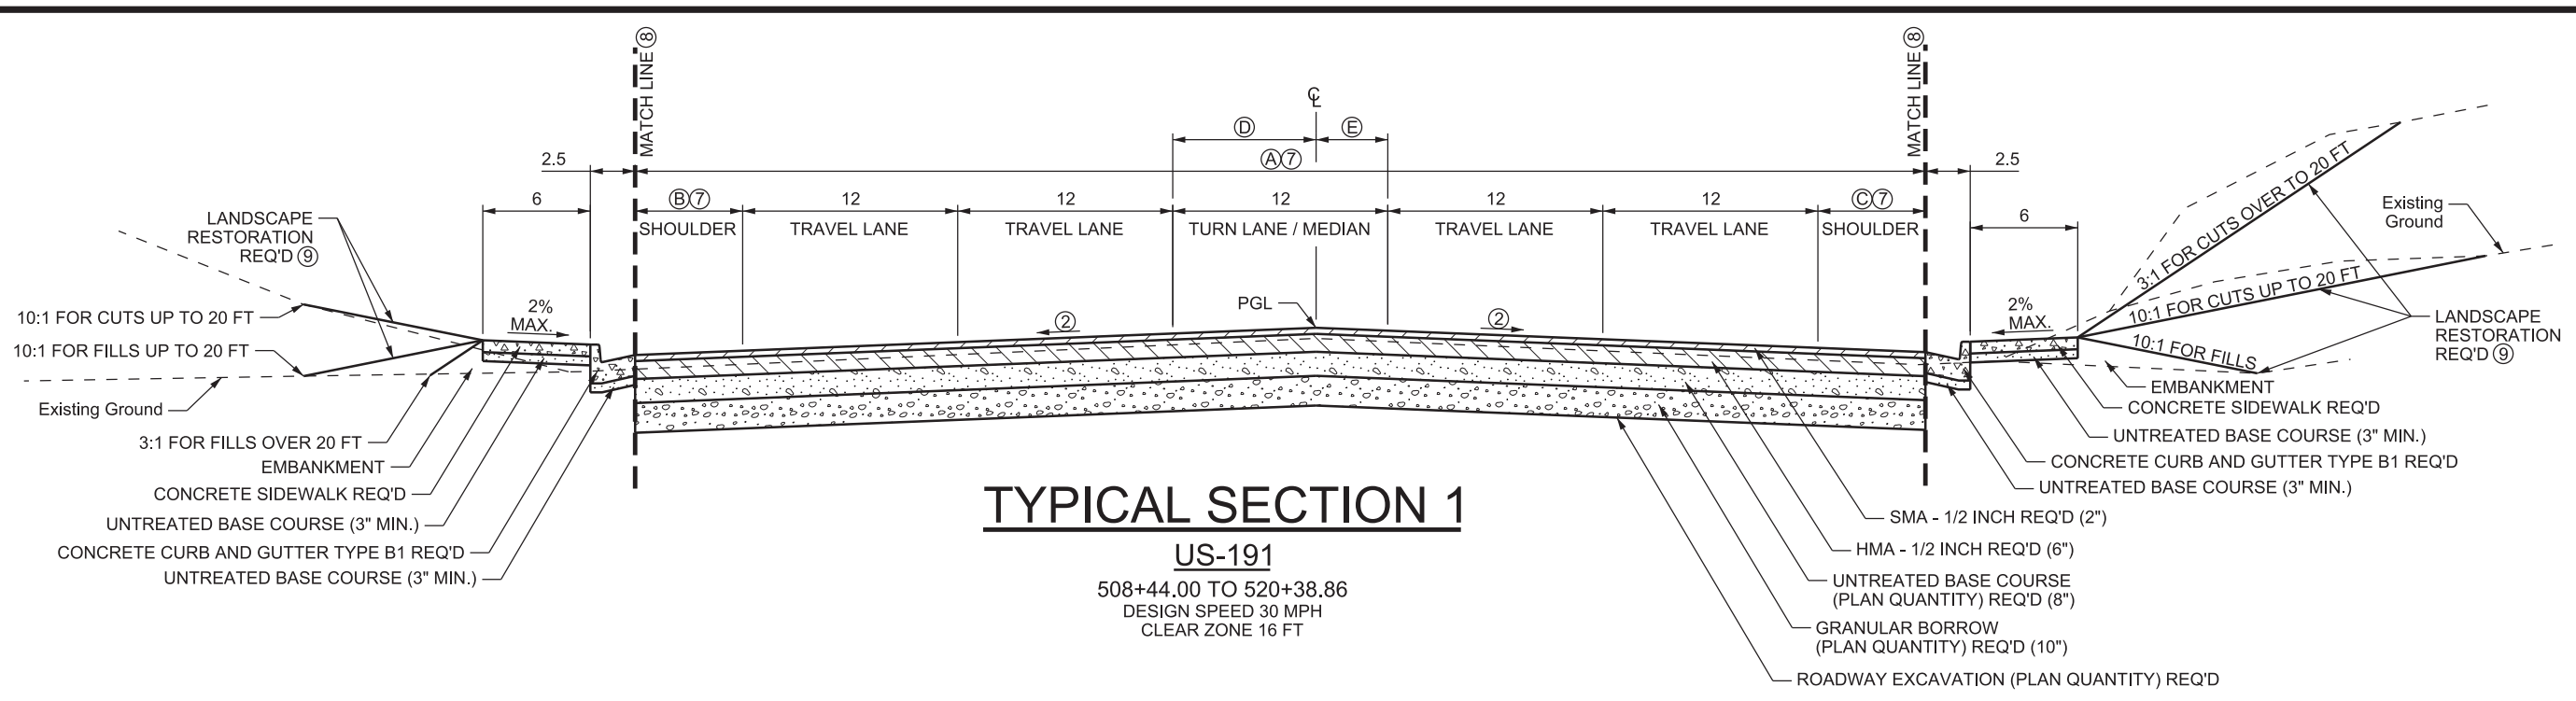 MATCH LINE ⑧
MATCH LINE ⑧
℄
Ⓓ Ⓔ
2.5 Ⓐ⑦ 2.5
6 Ⓑ⑦ 12 12 12 12 12 Ⓒ⑦ 6
SHOULDER TRAVEL LANE TRAVEL LANE TURN LANE / MEDIAN TRAVEL LANE TRAVEL LANE SHOULDER
LANDSCAPE
RESTORATION
REQ'D ⑨
10:1 FOR CUTS UP TO 20 FT
10:1 FOR FILLS UP TO 20 FT
Existing Ground
3:1 FOR FILLS OVER 20 FT
EMBANKMENT
CONCRETE SIDEWALK REQ'D
UNTREATED BASE COURSE (3" MIN.)
CONCRETE CURB AND GUTTER TYPE B1 REQ'D
UNTREATED BASE COURSE (3" MIN.)
2%
MAX.
②
PGL
②
2%
MAX.
3:1 FOR CUTS OVER TO 20 FT
10:1 FOR CUTS UP TO 20 FT
10:1 FOR FILLS
Existing
Ground
LANDSCAPE
RESTORATION
REQ'D ⑨
EMBANKMENT
CONCRETE SIDEWALK REQ'D
UNTREATED BASE COURSE (3" MIN.)
CONCRETE CURB AND GUTTER TYPE B1 REQ'D
UNTREATED BASE COURSE (3" MIN.)
SMA - 1/2 INCH REQ'D (2")
HMA - 1/2 INCH REQ'D (6")
UNTREATED BASE COURSE
(PLAN QUANTITY) REQ'D (8")
GRANULAR BORROW
(PLAN QUANTITY) REQ'D (10")
ROADWAY EXCAVATION (PLAN QUANTITY) REQ'D
TYPICAL SECTION 1
US-191
508+44.00 TO 520+38.86
DESIGN SPEED 30 MPH
CLEAR ZONE 16 FT